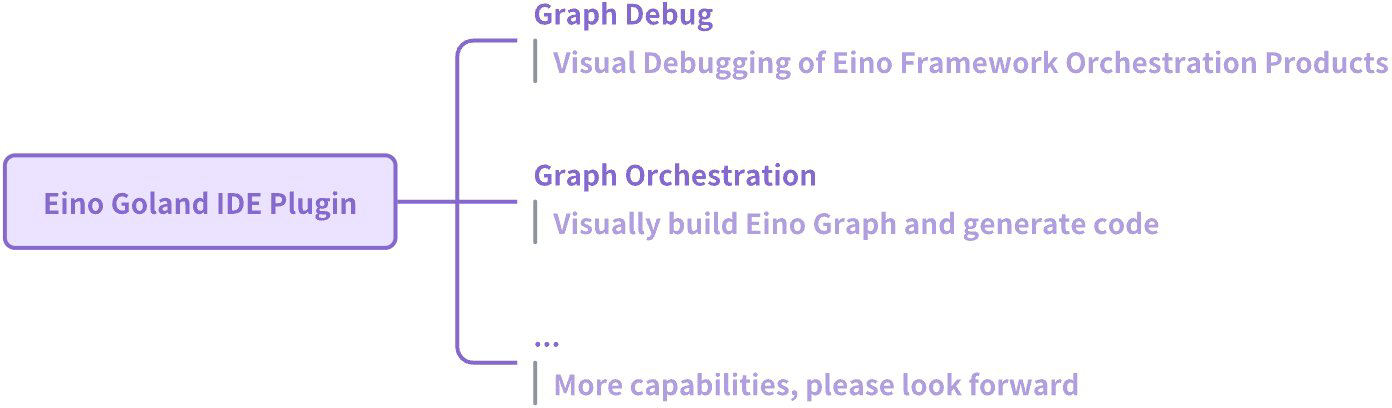 Graph Debug
Visual Debugging of Eino Framework Orchestration Products
Eino Goland IDE Plugin
Graph Orchestration
Visually build Eino Graph and generate code
...
More capabilities, please look forward